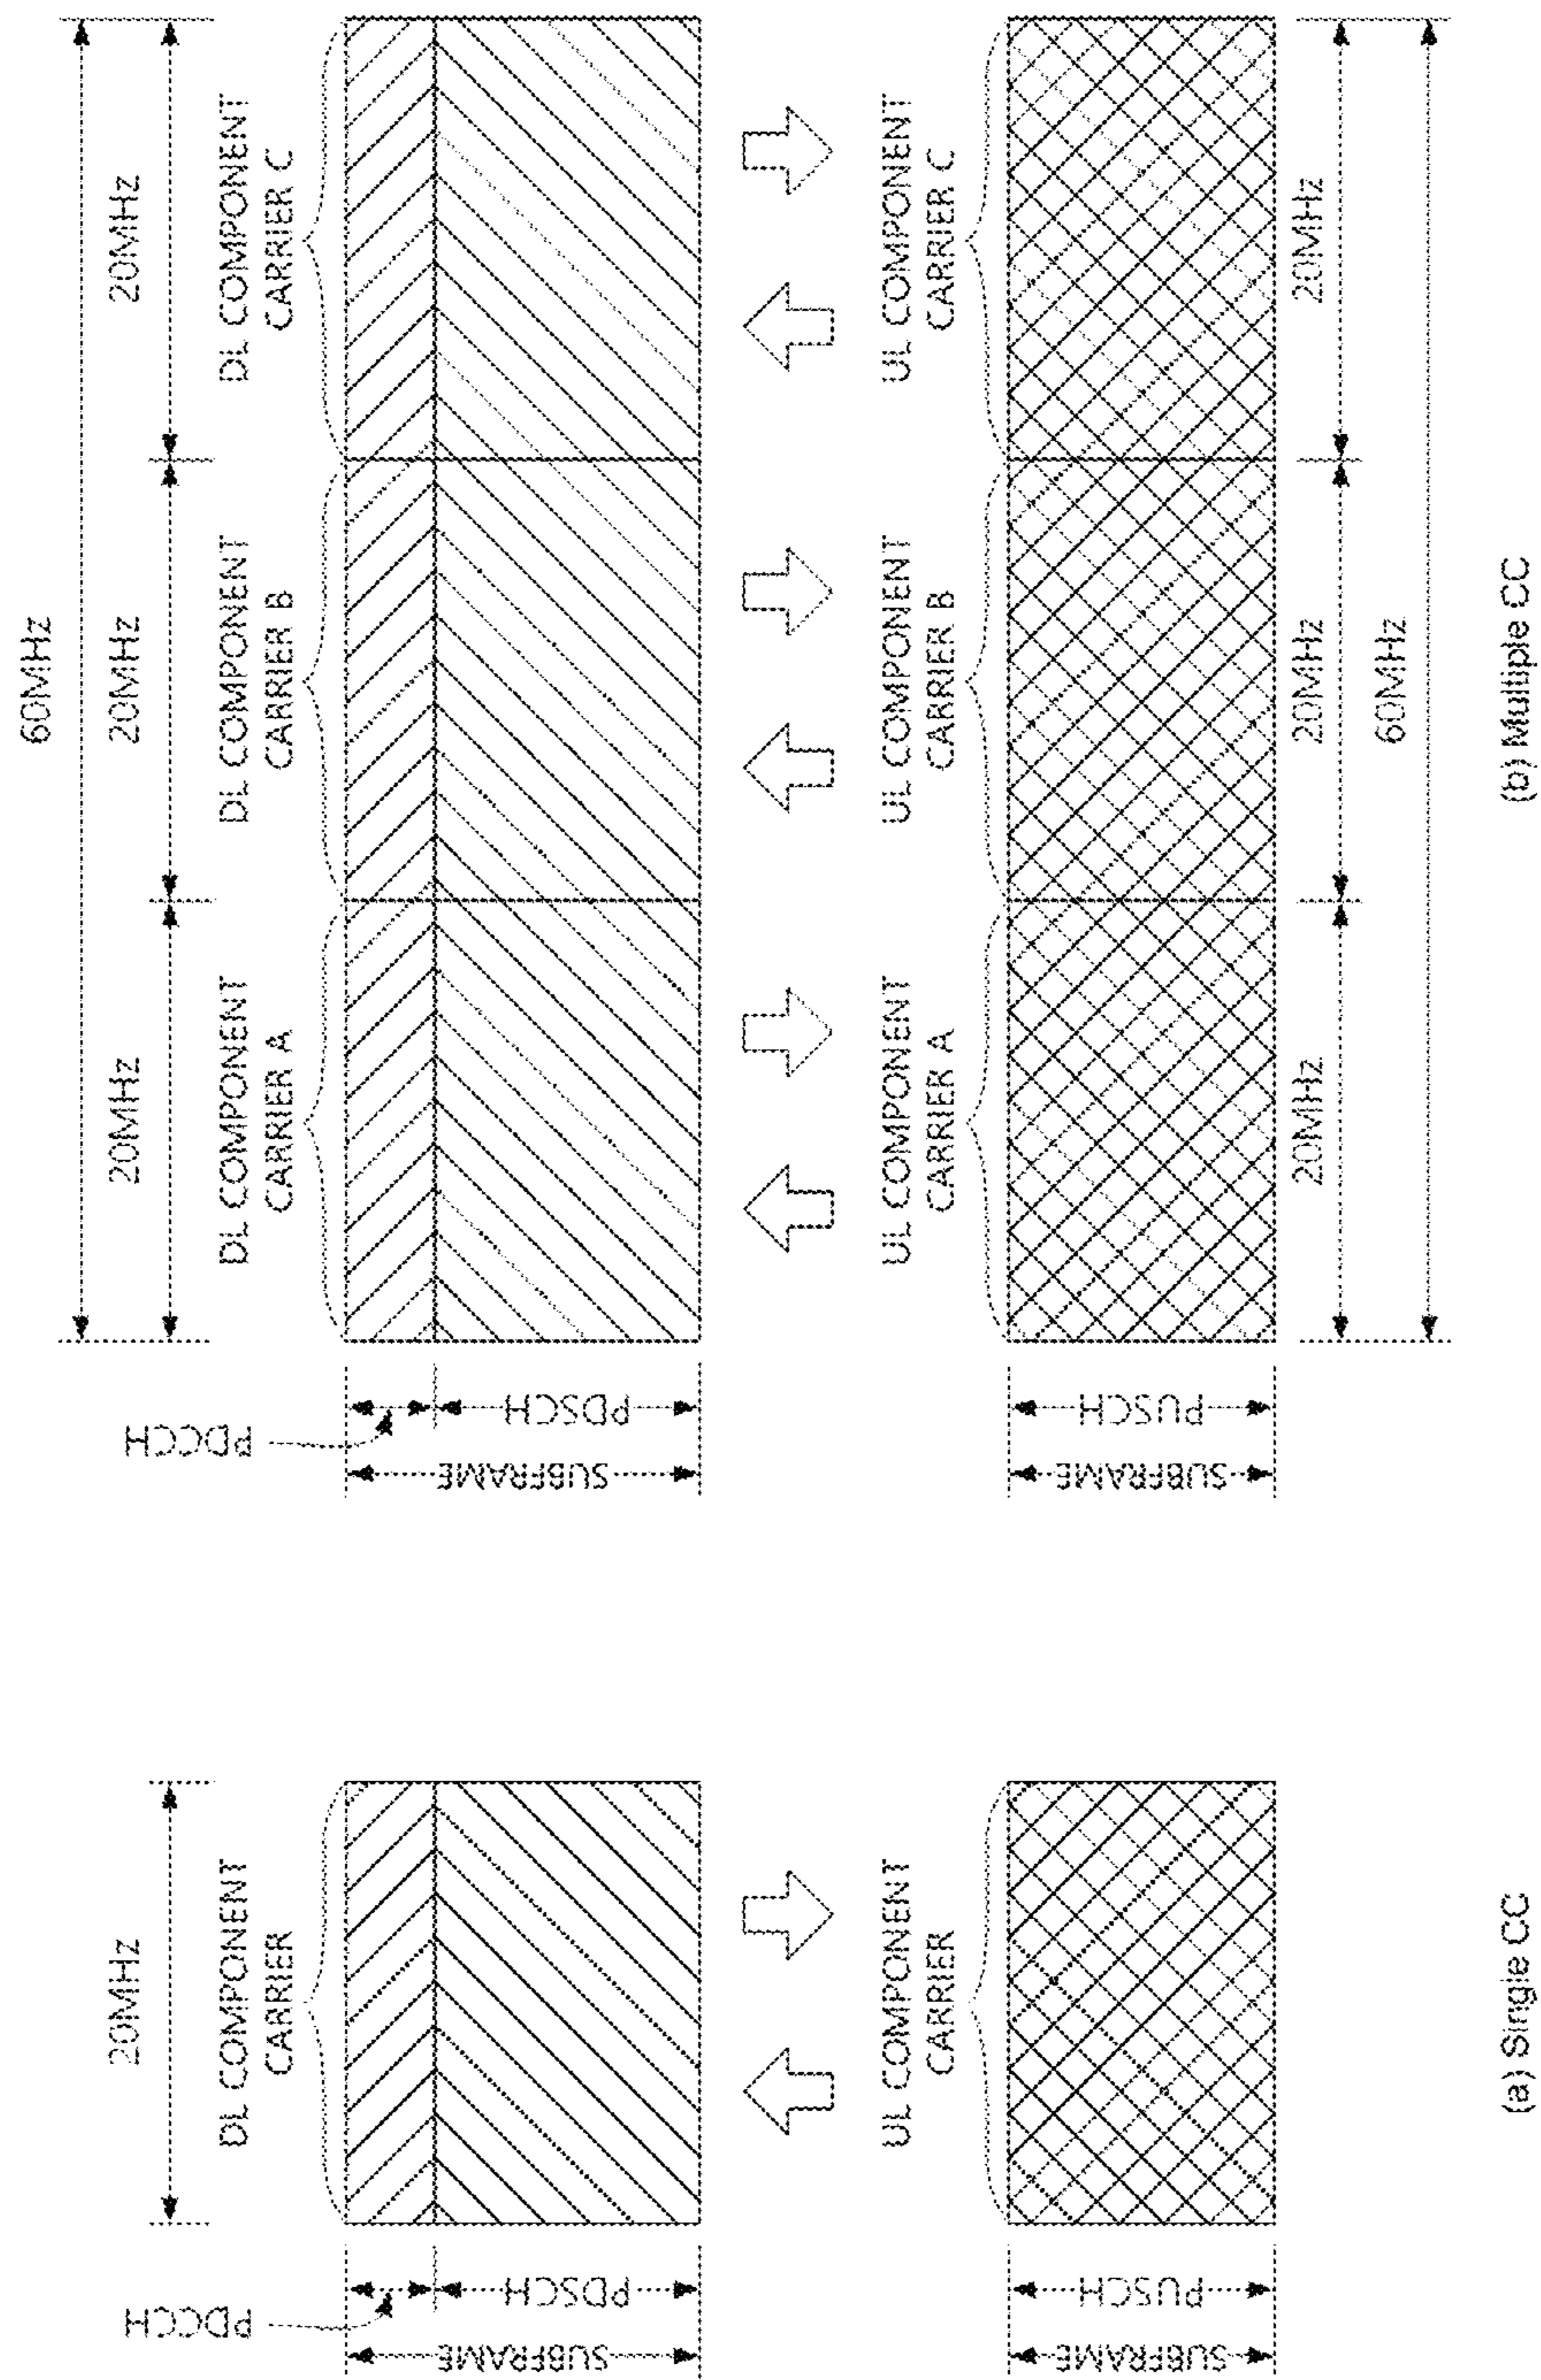 20MHz
DL COMPONENT
CARRIER
PDCCH
PDSCH
SUBFRAME
UL COMPONENT
CARRIER
PUSCH
SUBFRAME
(a) Single CC
60MHz
20MHz
20MHz
20MHz
DL COMPONENT
CARRIER A
DL COMPONENT
CARRIER B
DL COMPONENT
CARRIER C
PDCCH
PDSCH
SUBFRAME
UL COMPONENT
CARRIER A
UL COMPONENT
CARRIER B
UL COMPONENT
CARRIER C
PUSCH
SUBFRAME
20MHz
20MHz
20MHz
60MHz
(b) Multiple CC